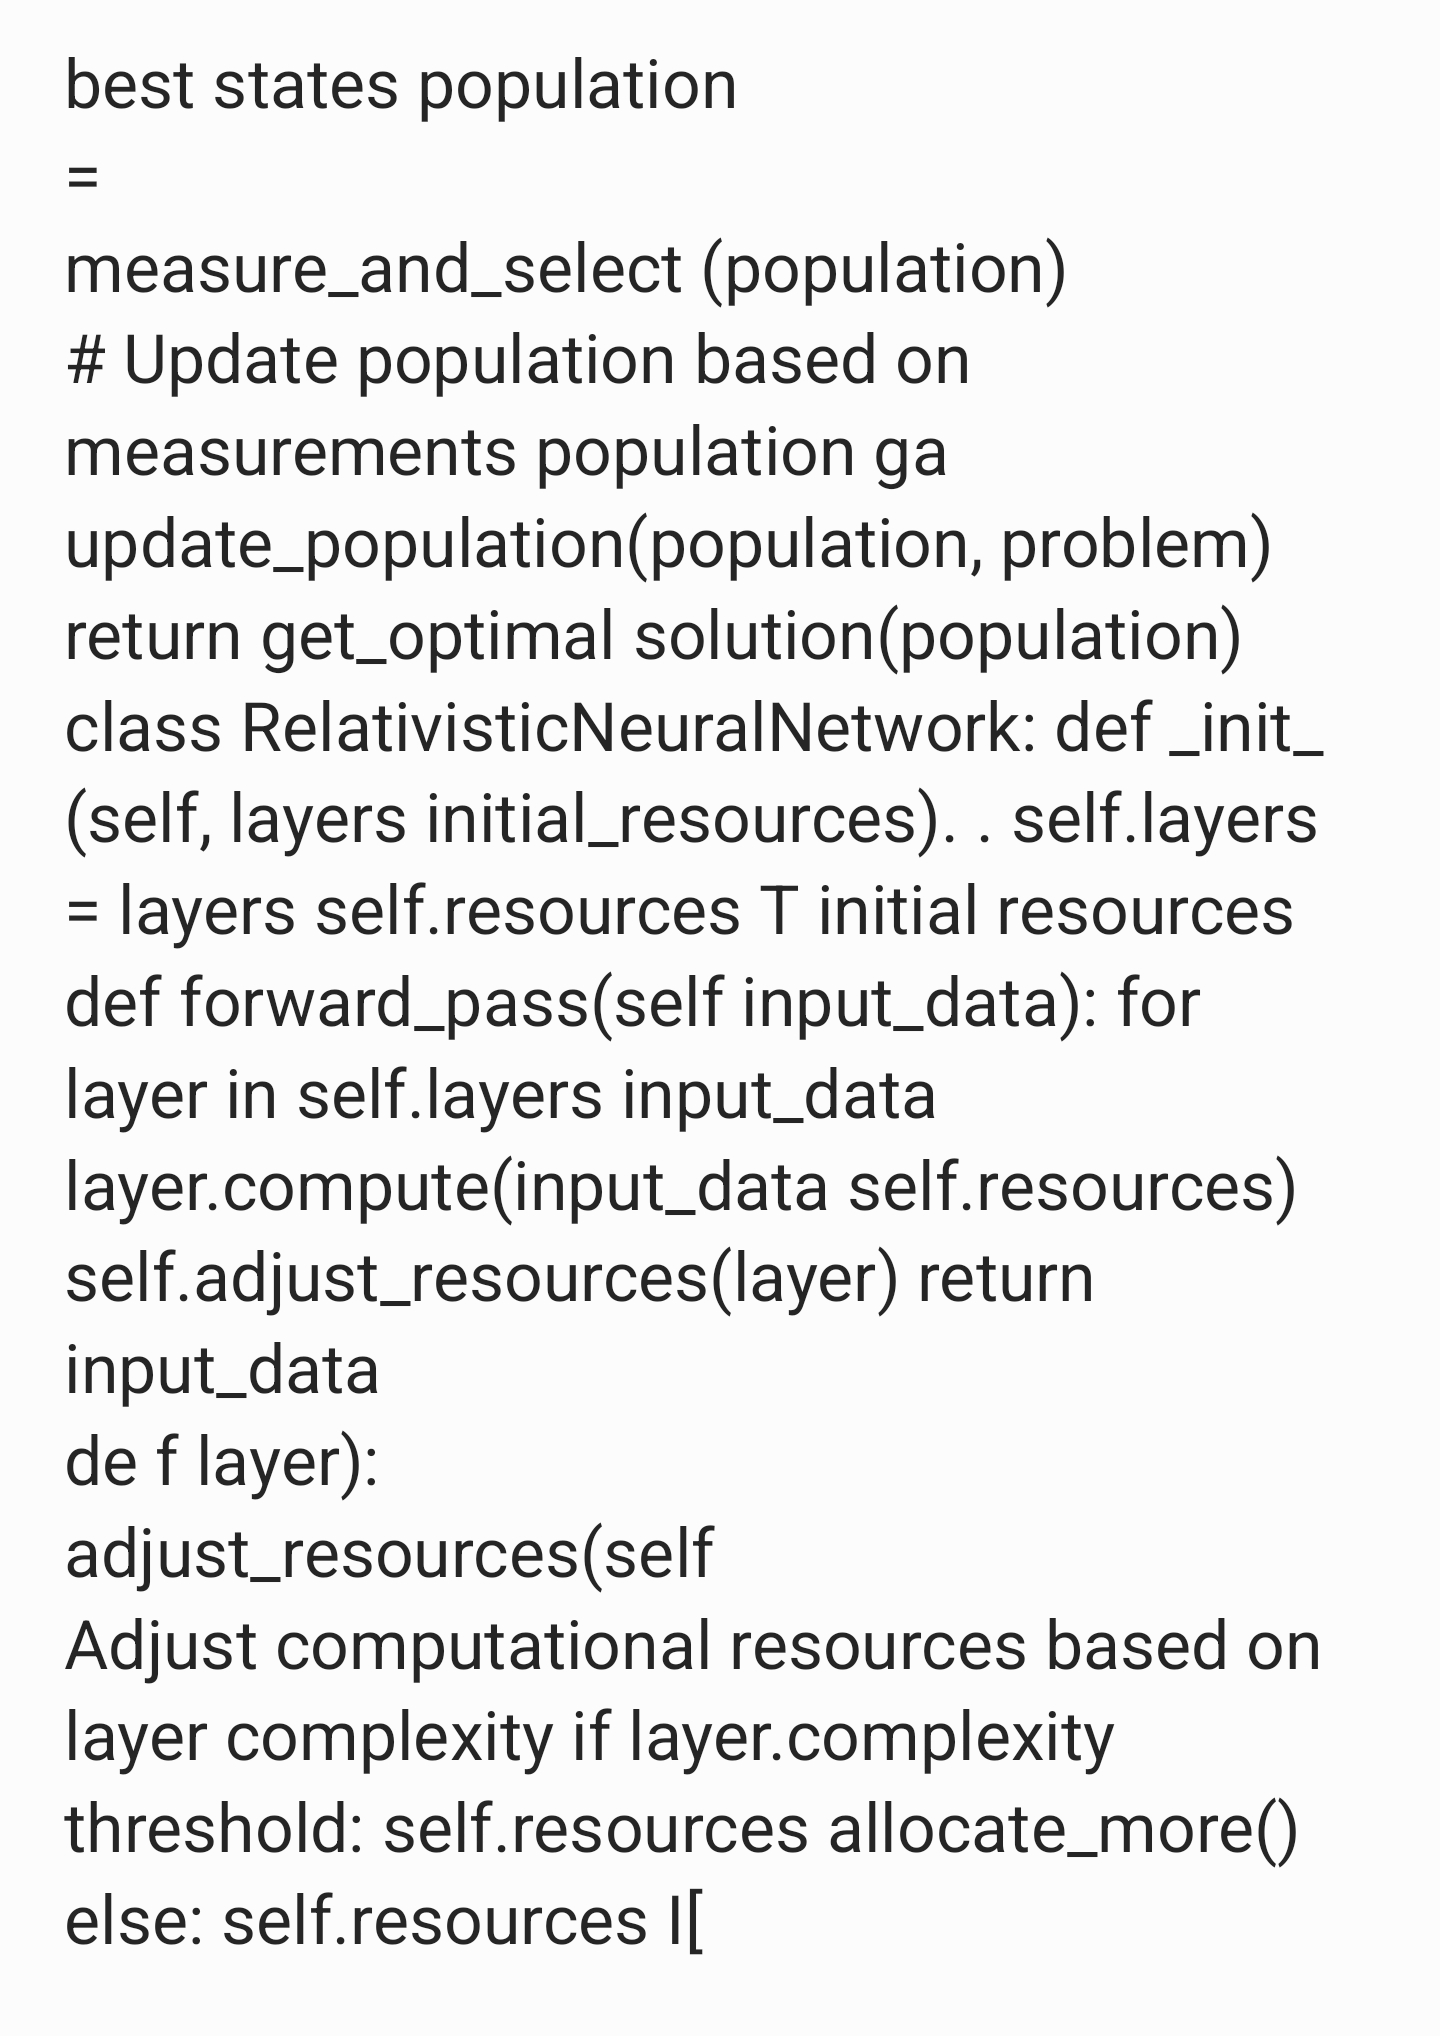 best states population
=
measure_and_select (population)
# Update population based on
measurements population ga
update_population(population, problem)
return get_optimal solution(population)
class RelativisticNeuralNetwork: def _init_
(self, layers initial_resources). . self.layers
= layers self.resources T initial resources
def forward_pass(self input_data): for
layer in self.layers input_data
layer.compute(input_data self.resources)
self.adjust_resources(layer) return
input_data
de f layer):
adjust_resources(self
Adjust computational resources based on
layer complexity if layer.complexity
threshold: self.resources allocate_more()
else: self.resources I[